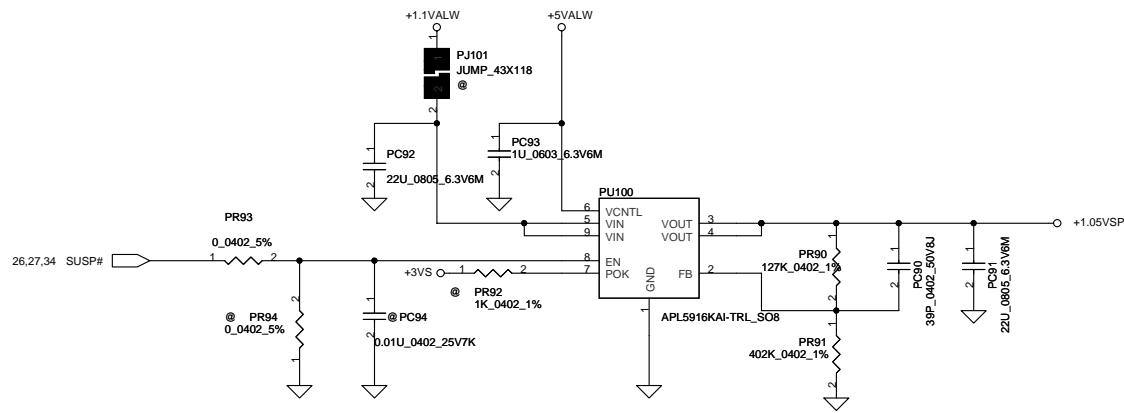 +1.1VALW
+5VALW
1
1
PJ101
JUMP_43X118
@
2
2
1
PC92
2
22U_0805_6.3V6M
1
PC93
1U_0603_6.3V6M
2
PU100
6 VCNTL
5 VIN
9 VIN
VOUT 3
VOUT 4
+1.05VSP
PR93
0_0402_5%
26,27,34 SUSP#
1 2
8 EN
7 POK
GND
FB 2
1
+3VS
1 2
@
PR92
1K_0402_1%
APL5916KAI-TRL_SO8
1
PR90
127K_0402_1%
2
1
2
PC90
39P_0402_50V8J
1
2
PC91
22U_0805_6.3V6M
2
@ PR94
0_0402_5%
1
1
@ PC94
2
0.01U_0402_25V7K
1
PR91
402K_0402_1%
2